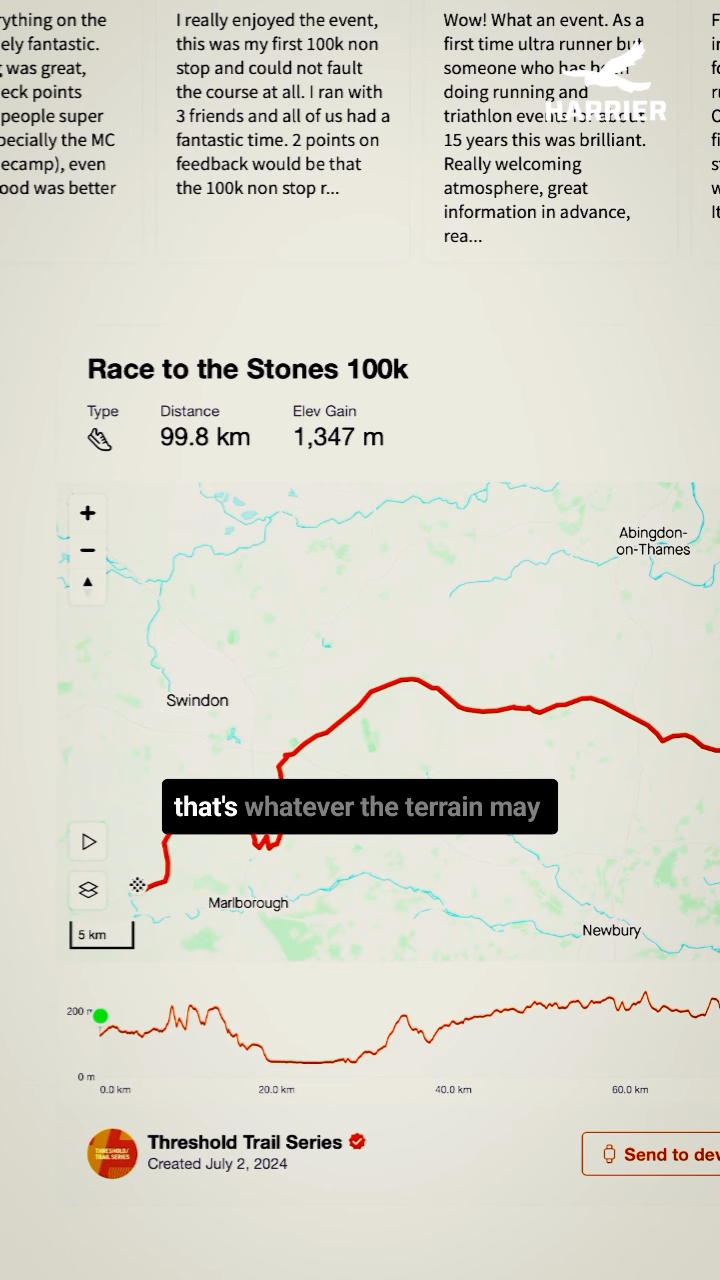 rything on the
ely fantastic.
was great,
eck points
people super
pecially the MC
ecamp), even
ood was better
I really enjoyed the event,
this was my first 100k non
stop and could not fault
the course at all. I ran with
3 friends and all of us had a
fantastic time. 2 points on
feedback would be that
the 100k non stop r...
Wow! What an event. As a
first time ultra runner but
someone who has been
doing running and
triathlon events for about
15 years this was brilliant.
Really welcoming
atmosphere, great
information in advance,
rea...
HARRIER
Race to the Stones 100k
Type
Distance
Elev Gain
99.8 km
1,347 m
Abingdon-
on-Thames
Swindon
that's whatever the terrain may
Marlborough
Newbury
5 km
200 m
0 m
0.0 km
20.0 km
40.0 km
60.0 km
THRESHOLD/
TRAIL SERIES
Threshold Trail Series
Created July 2, 2024
Send to dev